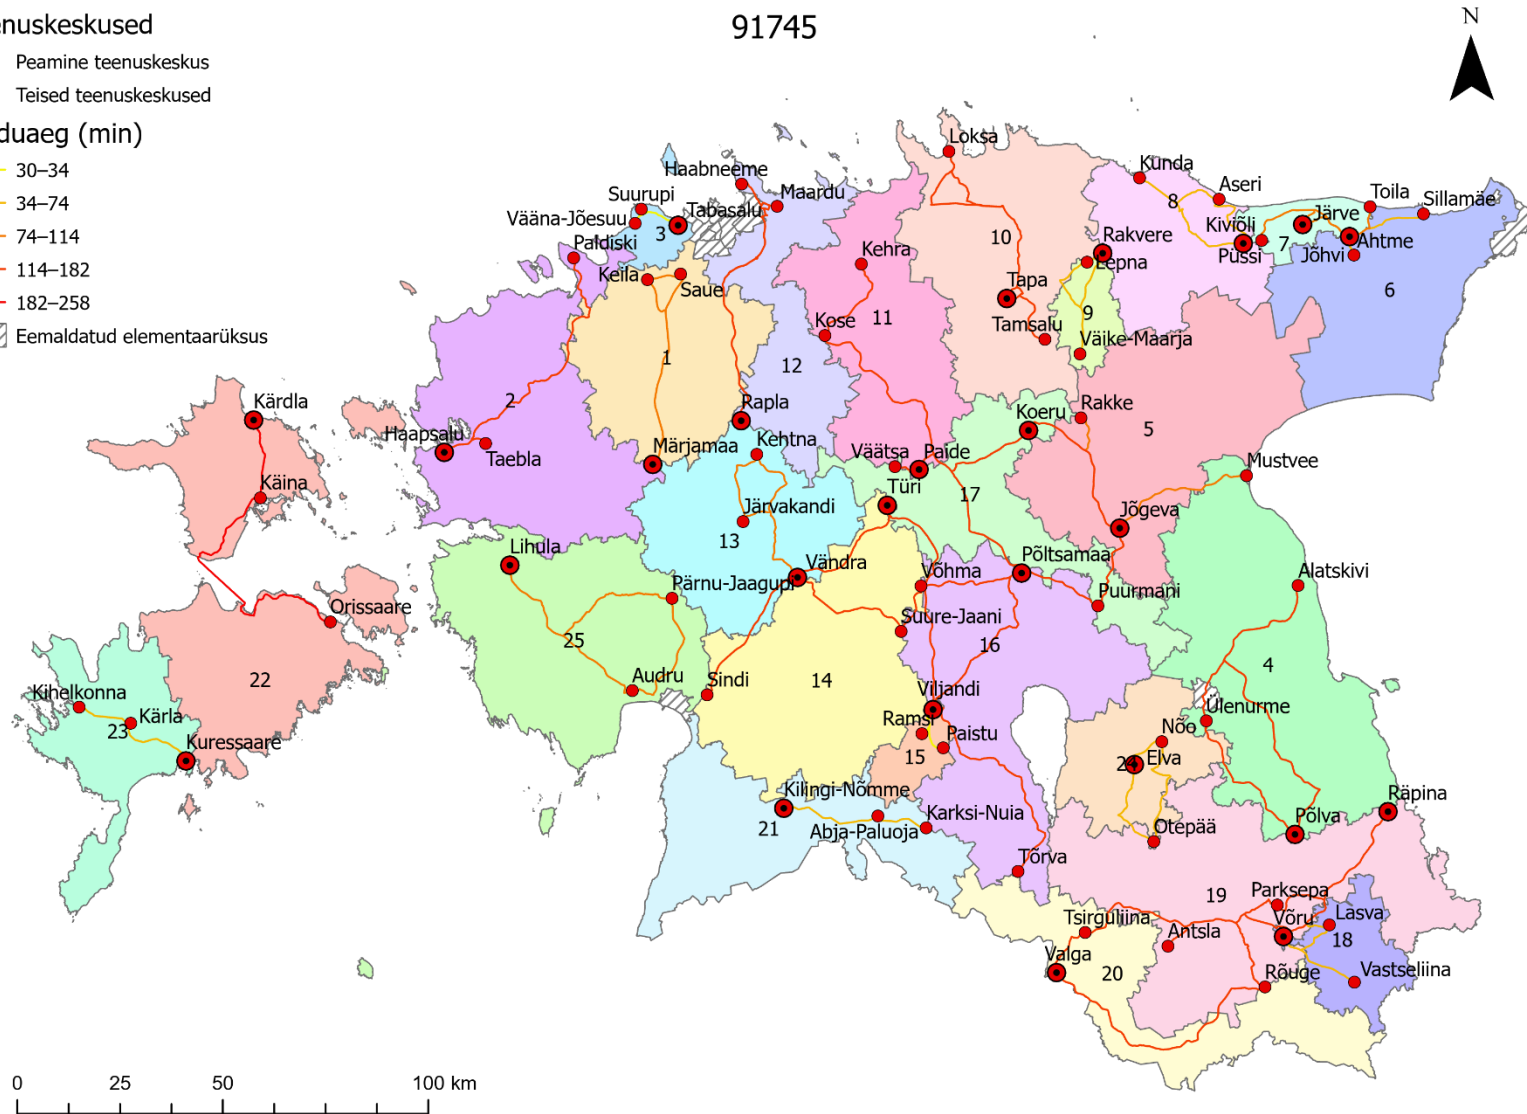 91745
N
nuskeskused
Peamine teenuskeskus
Teised teenuskeskused
duaeg (min)
30–34
34–74
74–114
114–182
182–258
Eemaldatud elementaarüksus
Loksa
Haabneeme
Kunda
Aseri
Suurupi
Maardu
Toila
Sillamäe
Vääna-Jõesuu
Tabasalu
8
Järve
Kiviõli
3
10
Rakvere
7
Ahtme
Paldiski
Kehra
Lepna
Püssi
Jõhvi
Keila
Saue
Tapa
6
Kose
11
Tamsalu
9
Väike-Maarja
1
12
2
Kärdla
Rapla
Koeru
Rakke
5
Haapsalu
Taebla
Märjamaa
Kehtna
Väätsa
Paide
Mustvee
Käina
Türi
17
Järvakandi
Jõgeva
13
Lihula
Vändra
Põltsamaa
Võhma
Alatskivi
Pärnu-Jaagupi
Puurmani
Orissaare
Suure-Jaani
25
16
22
14
4
Kihelkonna
Audru
Sindi
Viljandi
Kärla
Ülenurme
23
Ramsi
Paistu
Nõo
Kuressaare
15
24
Elva
Kilingi-Nõmme
Räpina
21
Abja-Paluoja
Karksi-Nuia
Otepää
Põlva
Tõrva
19
Parksepa
Tsirguliina
Antsla
Võru
Lasva
18
Valga
20
Rõuge
Vastseliina
0 25 50 100 km